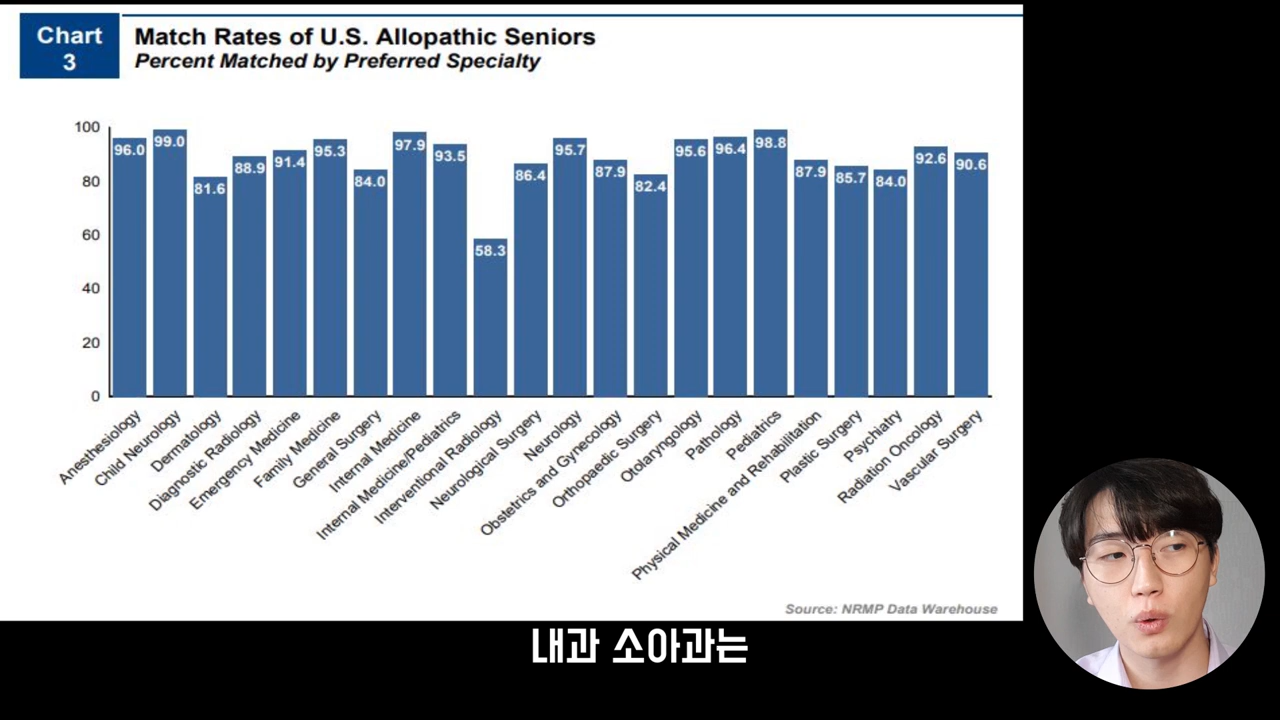 Chart
3
Match Rates of U.S. Allopathic Seniors
Percent Matched by Preferred Specialty
100
80
60
40
20
0
96.0
99.0
81.6
88.9
91.4
95.3
84.0
97.9
93.5
58.3
86.4
95.7
87.9
82.4
95.6
96.4
98.8
87.9
85.7
84.0
92.6
90.6
Anesthesiology
Child Neurology
Dermatology
Diagnostic Radiology
Emergency Medicine
Family Medicine
General Surgery
Internal Medicine
Internal Medicine/Pediatrics
Interventional Radiology
Neurological Surgery
Neurology
Obstetrics and Gynecology
Orthopaedic Surgery
Otolaryngology
Pathology
Pediatrics
Physical Medicine and Rehabilitation
Plastic Surgery
Psychiatry
Radiation Oncology
Vascular Surgery
Source: NRMP Data Warehouse
내과 소아과는